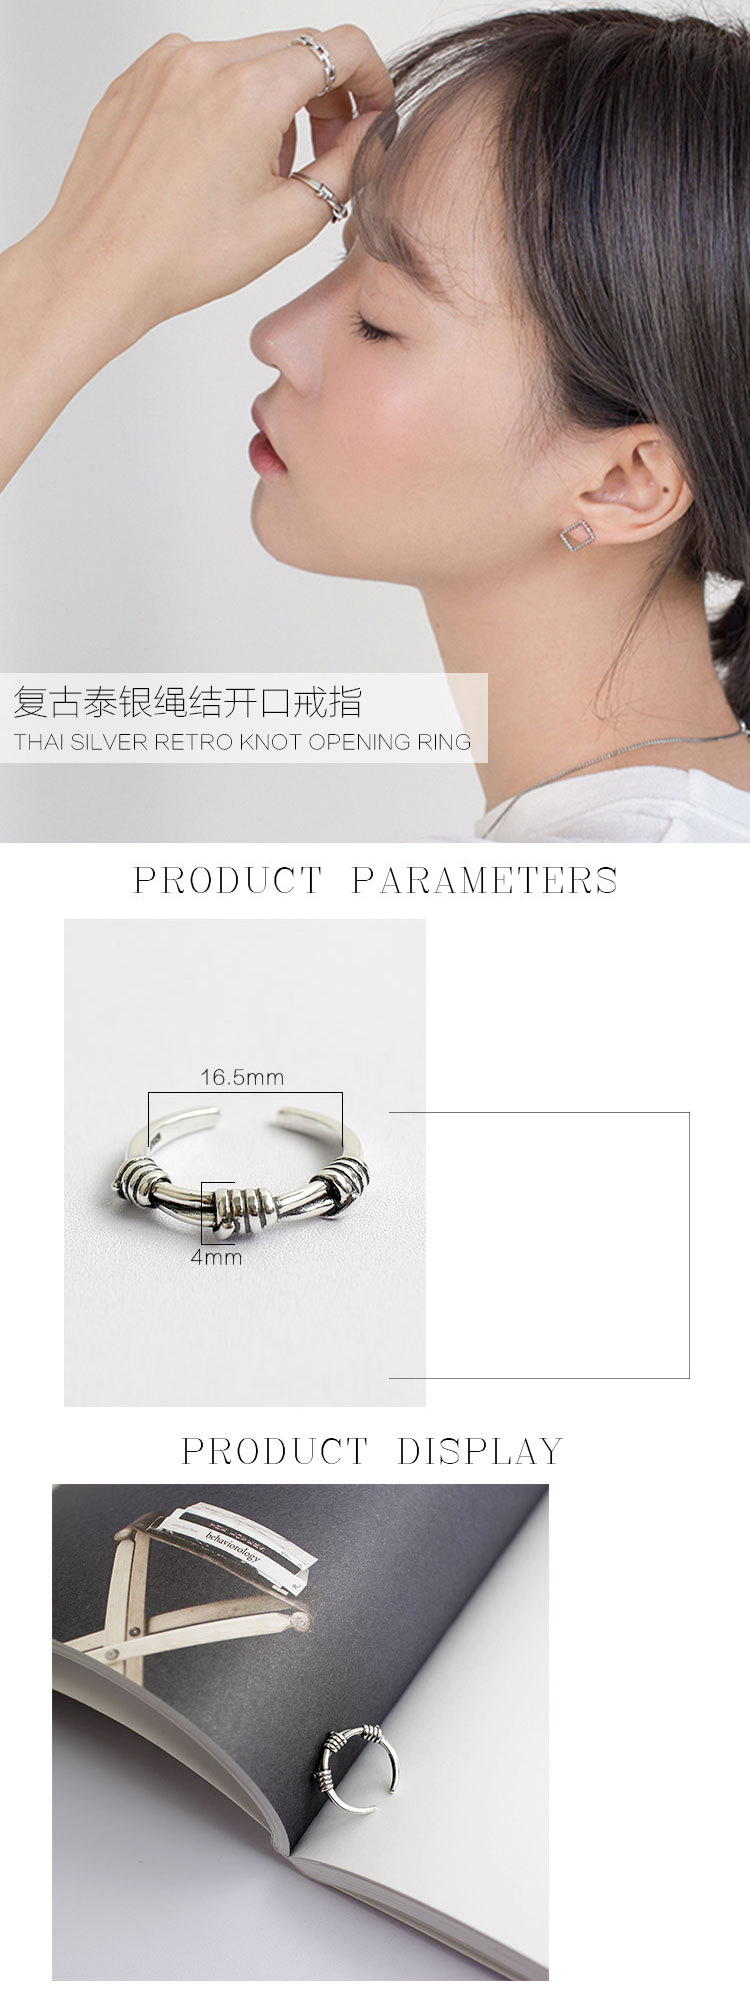 复古泰银绳结开口戒指
THAI SILVER RETRO KNOT OPENING RING
PRODUCT PARAMETERS
16.5mm
4mm
PRODUCT DISPLAY
behaviorology